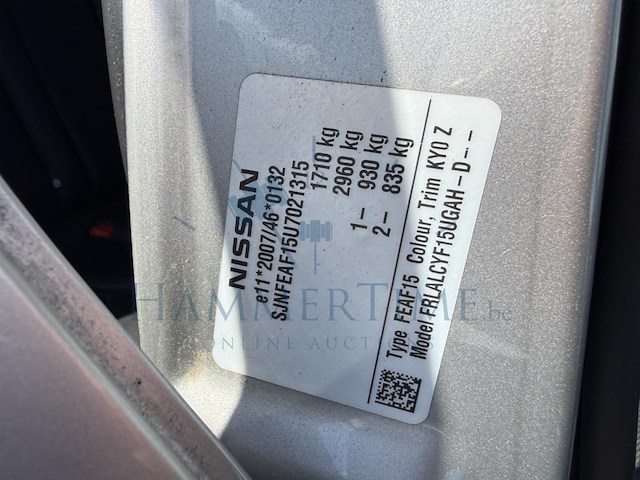 NISSAN
e11*2007/46*0132
SJNFEAF15U7021315
1710 kg
2960 kg
1- 930 kg
2- 835 kg
Type FEAF15 Colour, Trim KY0 Z
Model FRLALCYF15UGAH-D---
HAMMERTIME.be
ONLINE AUCTIONS